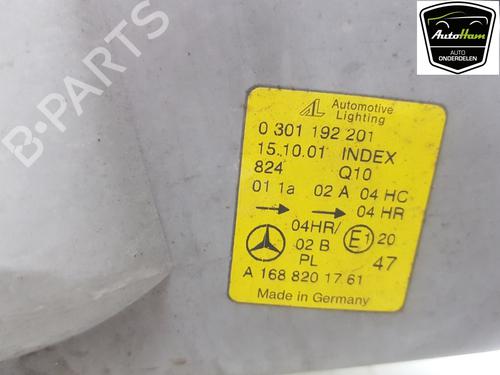 AutoHam
AUTO
ONDERDELEN
B-PARTS
AL Automotive
Lighting
0 301 192 201
15.10.01 INDEX
824 Q10
01 1a 02 A 04 HC
04 HR
04HR/
02 B E1 20
PL 47
A 168 820 17 61
Made in Germany